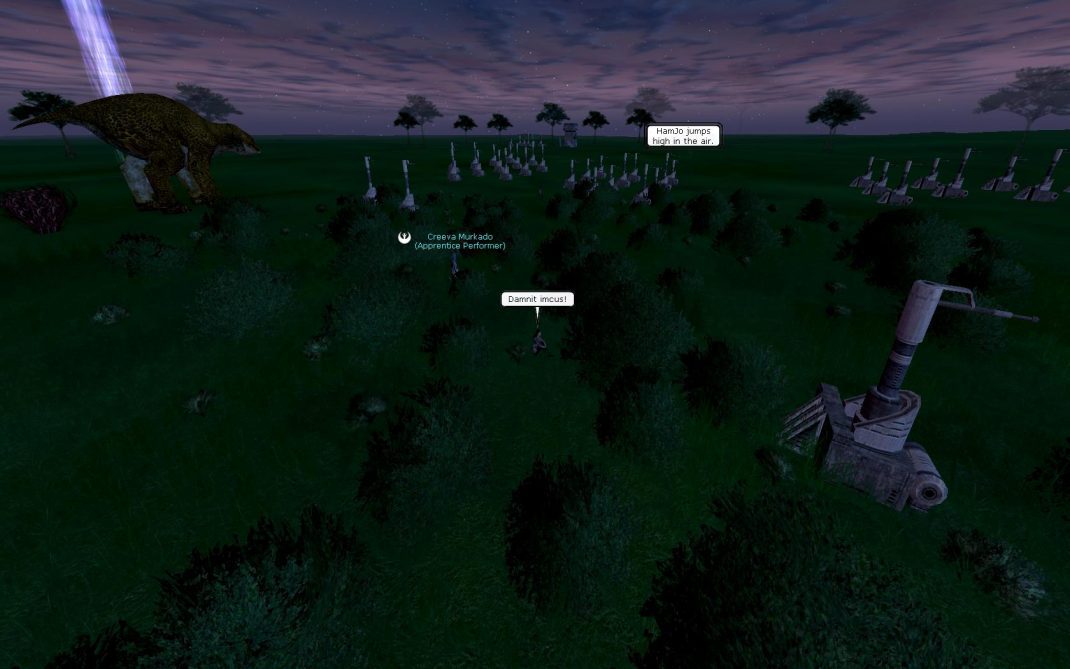 HamJo jumps
high in the air.
Creeva Murkado
(Apprentice Performer)
Damnit imcus!